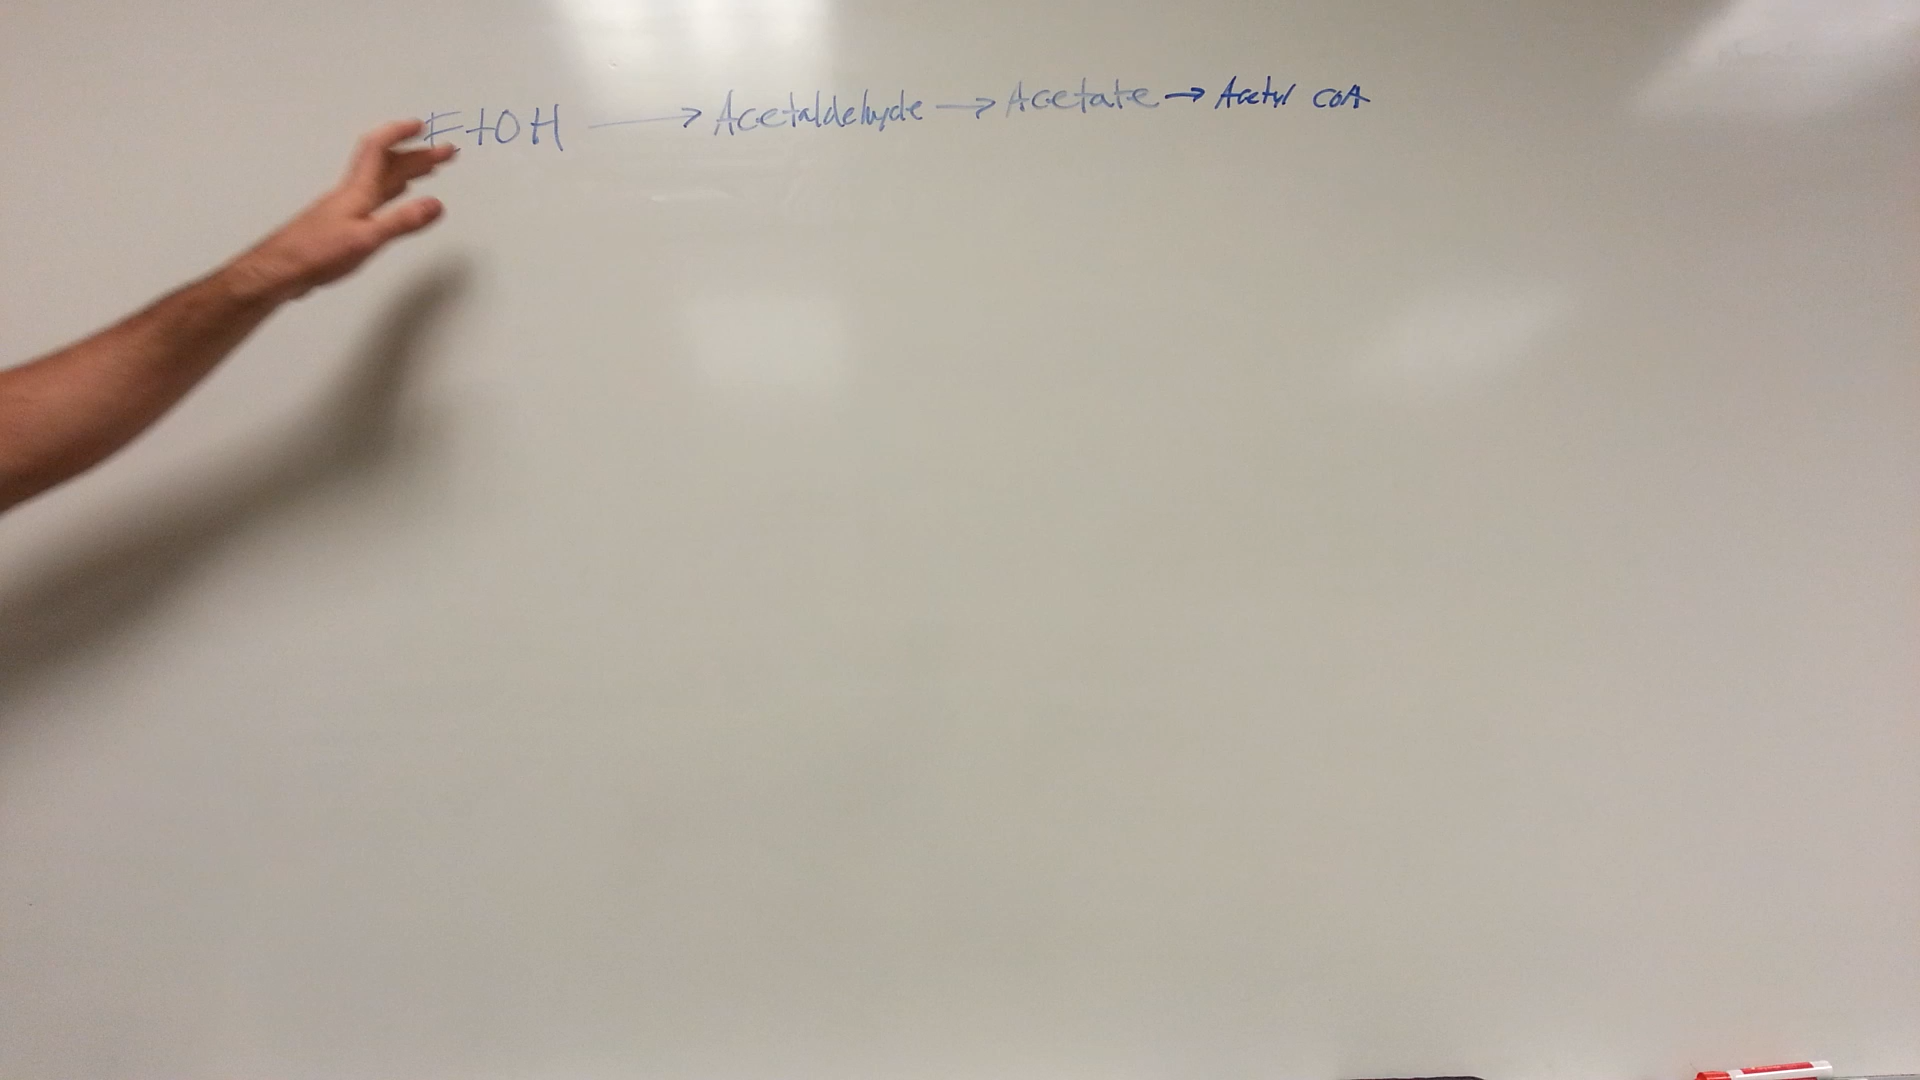 EtOH → Acetaldehyde → Acetate → Acetyl CoA